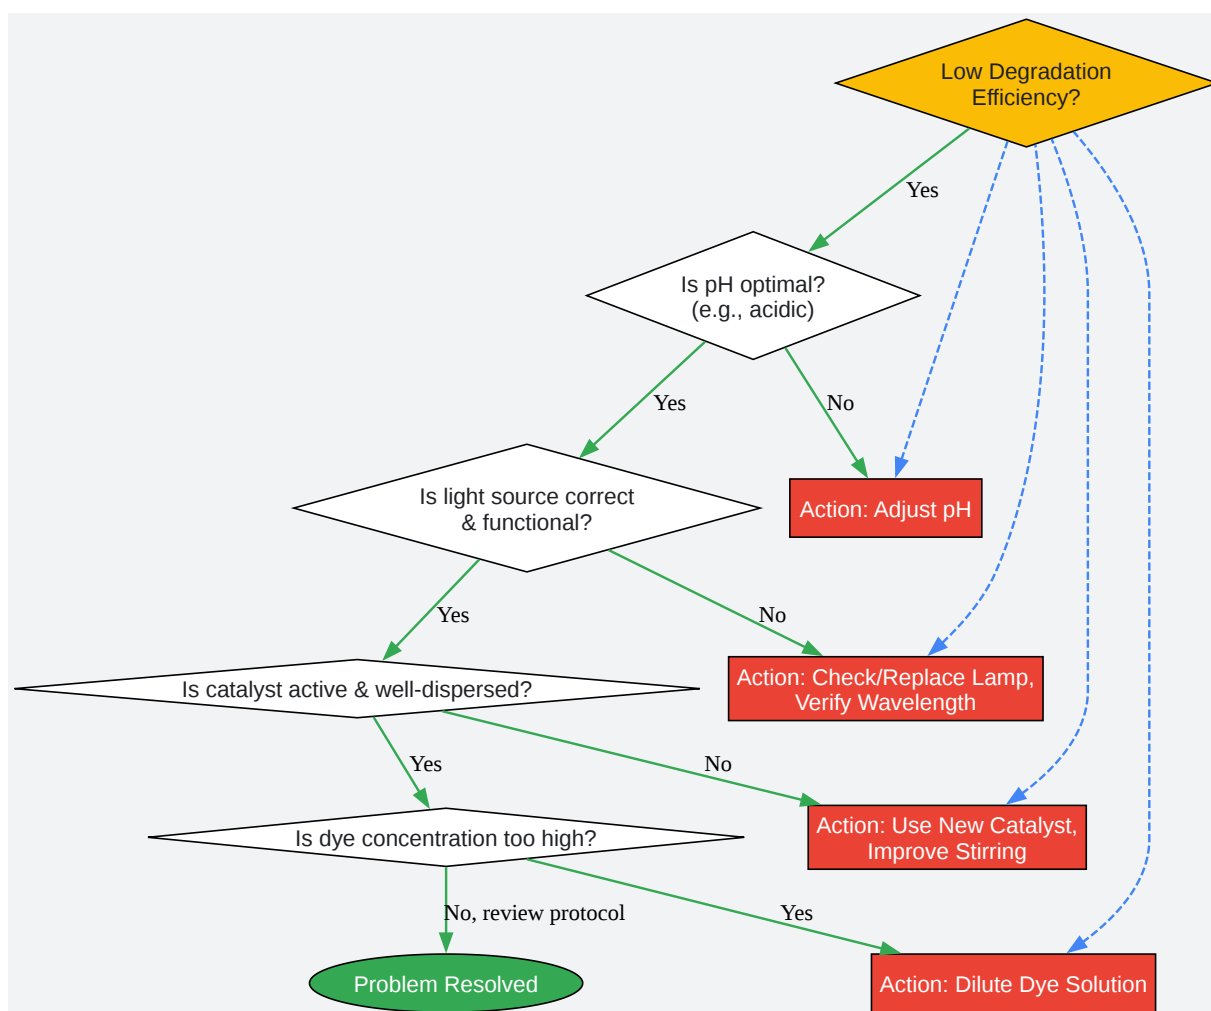 Low Degradation
Efficiency?
Yes
Is pH optimal?
(e.g., acidic)
Yes
No
Is light source correct
& functional?
Action: Adjust pH
Yes
No
Is catalyst active & well-dispersed?
Action: Check/Replace Lamp,
Verify Wavelength
Yes
No
Is dye concentration too high?
Action: Use New Catalyst,
Improve Stirring
No, review protocol
Yes
Problem Resolved
Action: Dilute Dye Solution